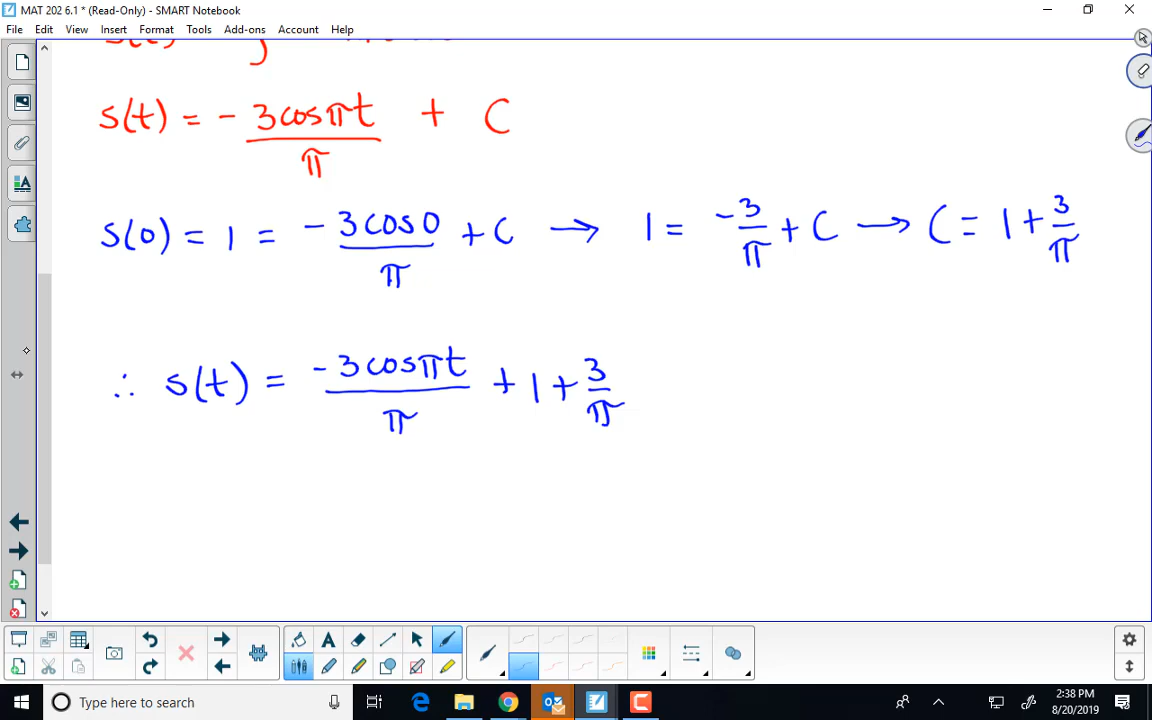 MAT 202 6.1 * (Read-Only) - SMART Notebook
File Edit View Insert Format Tools Add-ons Account Help
s(t) = - 3cosπt / π + C
s(0) = 1 = - 3cos0 / π + C → 1 = -3/π + C → C = 1 + 3/π
∴ s(t) = -3cosπt / π + 1 + 3/π
Type here to search
2:38 PM
8/20/2019